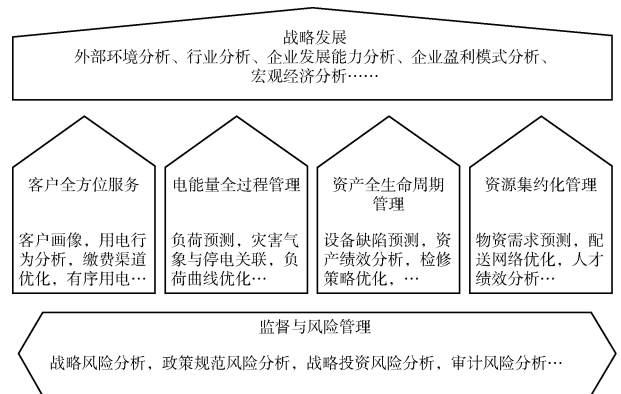 战略发展
外部环境分析、行业分析、企业发展能力分析、企业盈利模式分析、
宏观经济分析……
客户全方位服务
客户画像，用电行
为分析，缴费渠道
优化，有序用电…
电能量全过程管理
负荷预测，灾害气
象与停电关联，负
荷曲线优化…
资产全生命周期
管理
设备缺陷预测，资
产绩效分析，检修
策略优化，…
资源集约化管理
物资需求预测，配
送网络优化，人才
绩效分析…
监督与风险管理
战略风险分析，政策规范风险分析，战略投资风险分析，审计风险分析…